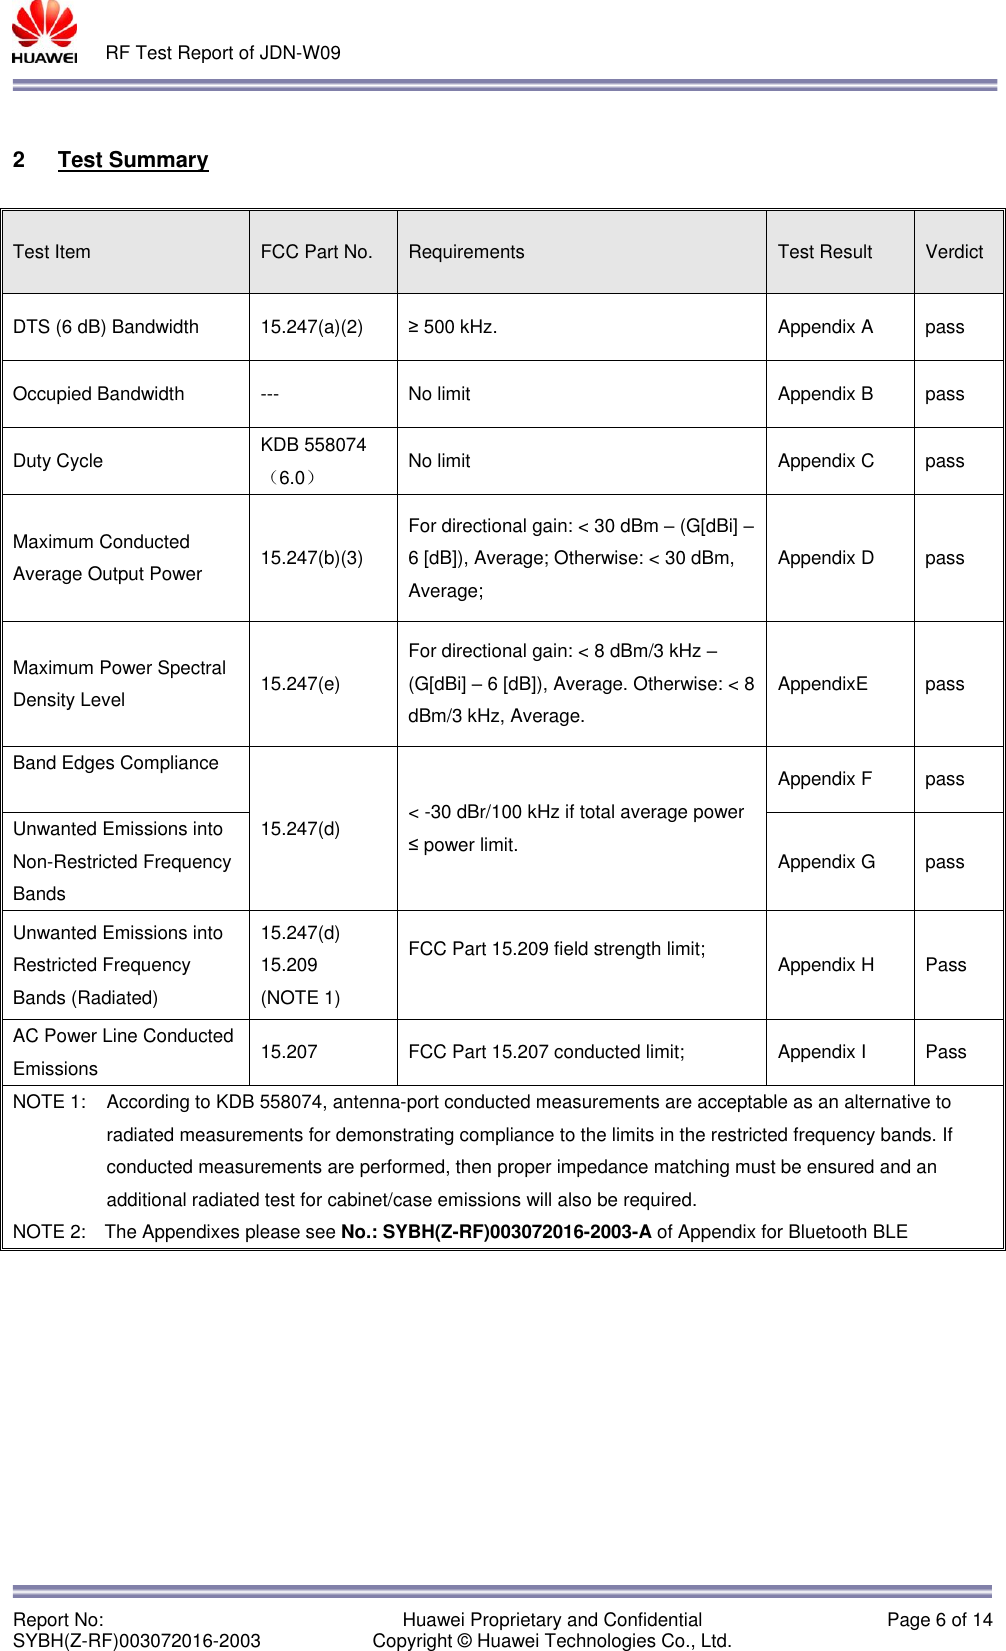 HUAWEI
RF Test Report of JDN-W09
2 Test Summary
Test Item FCC Part No. Requirements Test Result Verdict
DTS (6 dB) Bandwidth 15.247(a)(2) ≥ 500 kHz. Appendix A pass
Occupied Bandwidth --- No limit Appendix B pass
Duty Cycle
KDB 558074
（6.0）
No limit Appendix C pass
Maximum Conducted
Average Output Power
15.247(b)(3)
For directional gain: < 30 dBm – (G[dBi] –
6 [dB]), Average; Otherwise: < 30 dBm,
Average;
Appendix D pass
Maximum Power Spectral
Density Level
15.247(e)
For directional gain: < 8 dBm/3 kHz –
(G[dBi] – 6 [dB]), Average. Otherwise: < 8
dBm/3 kHz, Average.
AppendixE pass
Band Edges Compliance
15.247(d)
< -30 dBr/100 kHz if total average power
≤ power limit.
Appendix F pass
Unwanted Emissions into
Non-Restricted Frequency
Bands
Appendix G pass
Unwanted Emissions into
Restricted Frequency
Bands (Radiated)
15.247(d)
15.209
(NOTE 1)
FCC Part 15.209 field strength limit;
Appendix H Pass
AC Power Line Conducted
Emissions
15.207 FCC Part 15.207 conducted limit; Appendix I Pass
NOTE 1: According to KDB 558074, antenna-port conducted measurements are acceptable as an alternative to
radiated measurements for demonstrating compliance to the limits in the restricted frequency bands. If
conducted measurements are performed, then proper impedance matching must be ensured and an
additional radiated test for cabinet/case emissions will also be required.
NOTE 2: The Appendixes please see No.: SYBH(Z-RF)003072016-2003-A of Appendix for Bluetooth BLE
Report No:
SYBH(Z-RF)003072016-2003
Huawei Proprietary and Confidential
Copyright © Huawei Technologies Co., Ltd.
Page 6 of 14